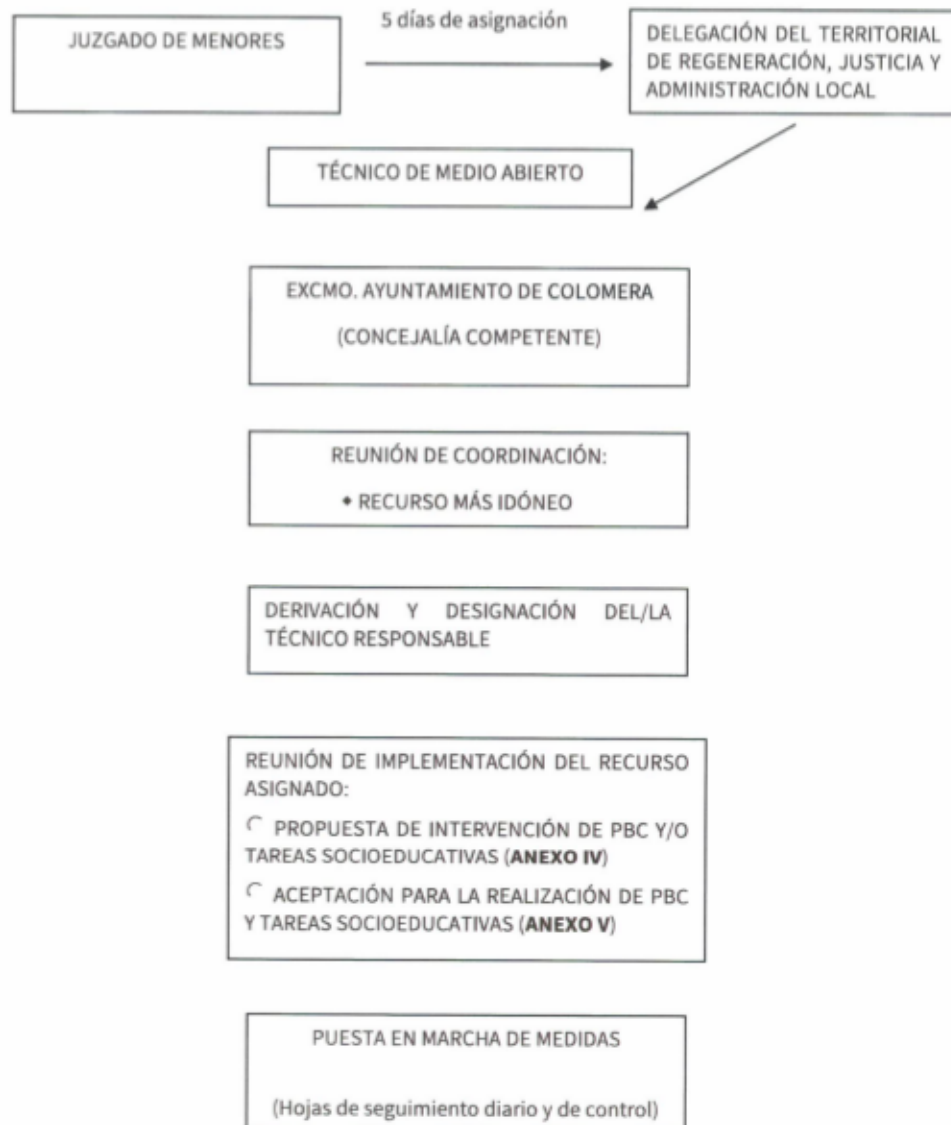 5 días de asignación
JUZGADO DE MENORES
DELEGACIÓN DEL TERRITORIAL
DE REGENERACIÓN, JUSTICIA Y
ADMINISTRACIÓN LOCAL
TÉCNICO DE MEDIO ABIERTO
EXCMO. AYUNTAMIENTO DE COLOMERA
(CONCEJALÍA COMPETENTE)
REUNIÓN DE COORDINACIÓN:
• RECURSO MÁS IDÓNEO
DERIVACIÓN Y DESIGNACIÓN DEL/LA
TÉCNICO RESPONSABLE
REUNIÓN DE IMPLEMENTACIÓN DEL RECURSO
ASIGNADO:
PROPUESTA DE INTERVENCIÓN DE PBC Y/O
TAREAS SOCIOEDUCATIVAS (ANEXO IV)
ACEPTACIÓN PARA LA REALIZACIÓN DE PBC
Y TAREAS SOCIOEDUCATIVAS (ANEXO V)
PUESTA EN MARCHA DE MEDIDAS
(Hojas de seguimiento diario y de control)